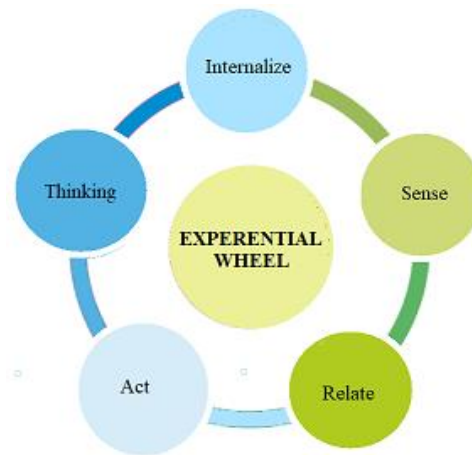 Internalize
Thinking
Sense
EXPERENTIAL
WHEEL
Act
Relate